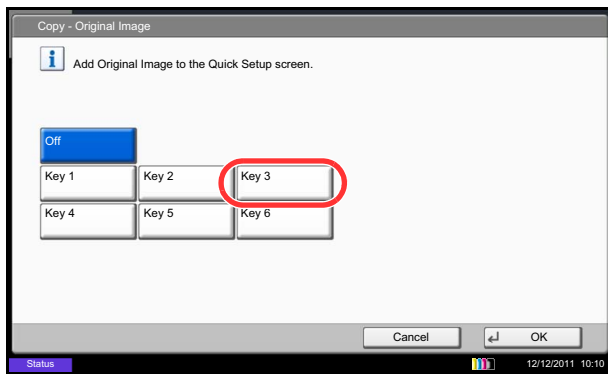 Copy - Original Image
i
Add Original Image to the Quick Setup screen.
Off
Key 1 Key 2 Key 3
Key 4 Key 5 Key 6
Cancel OK
Status 12/12/2011 10:10